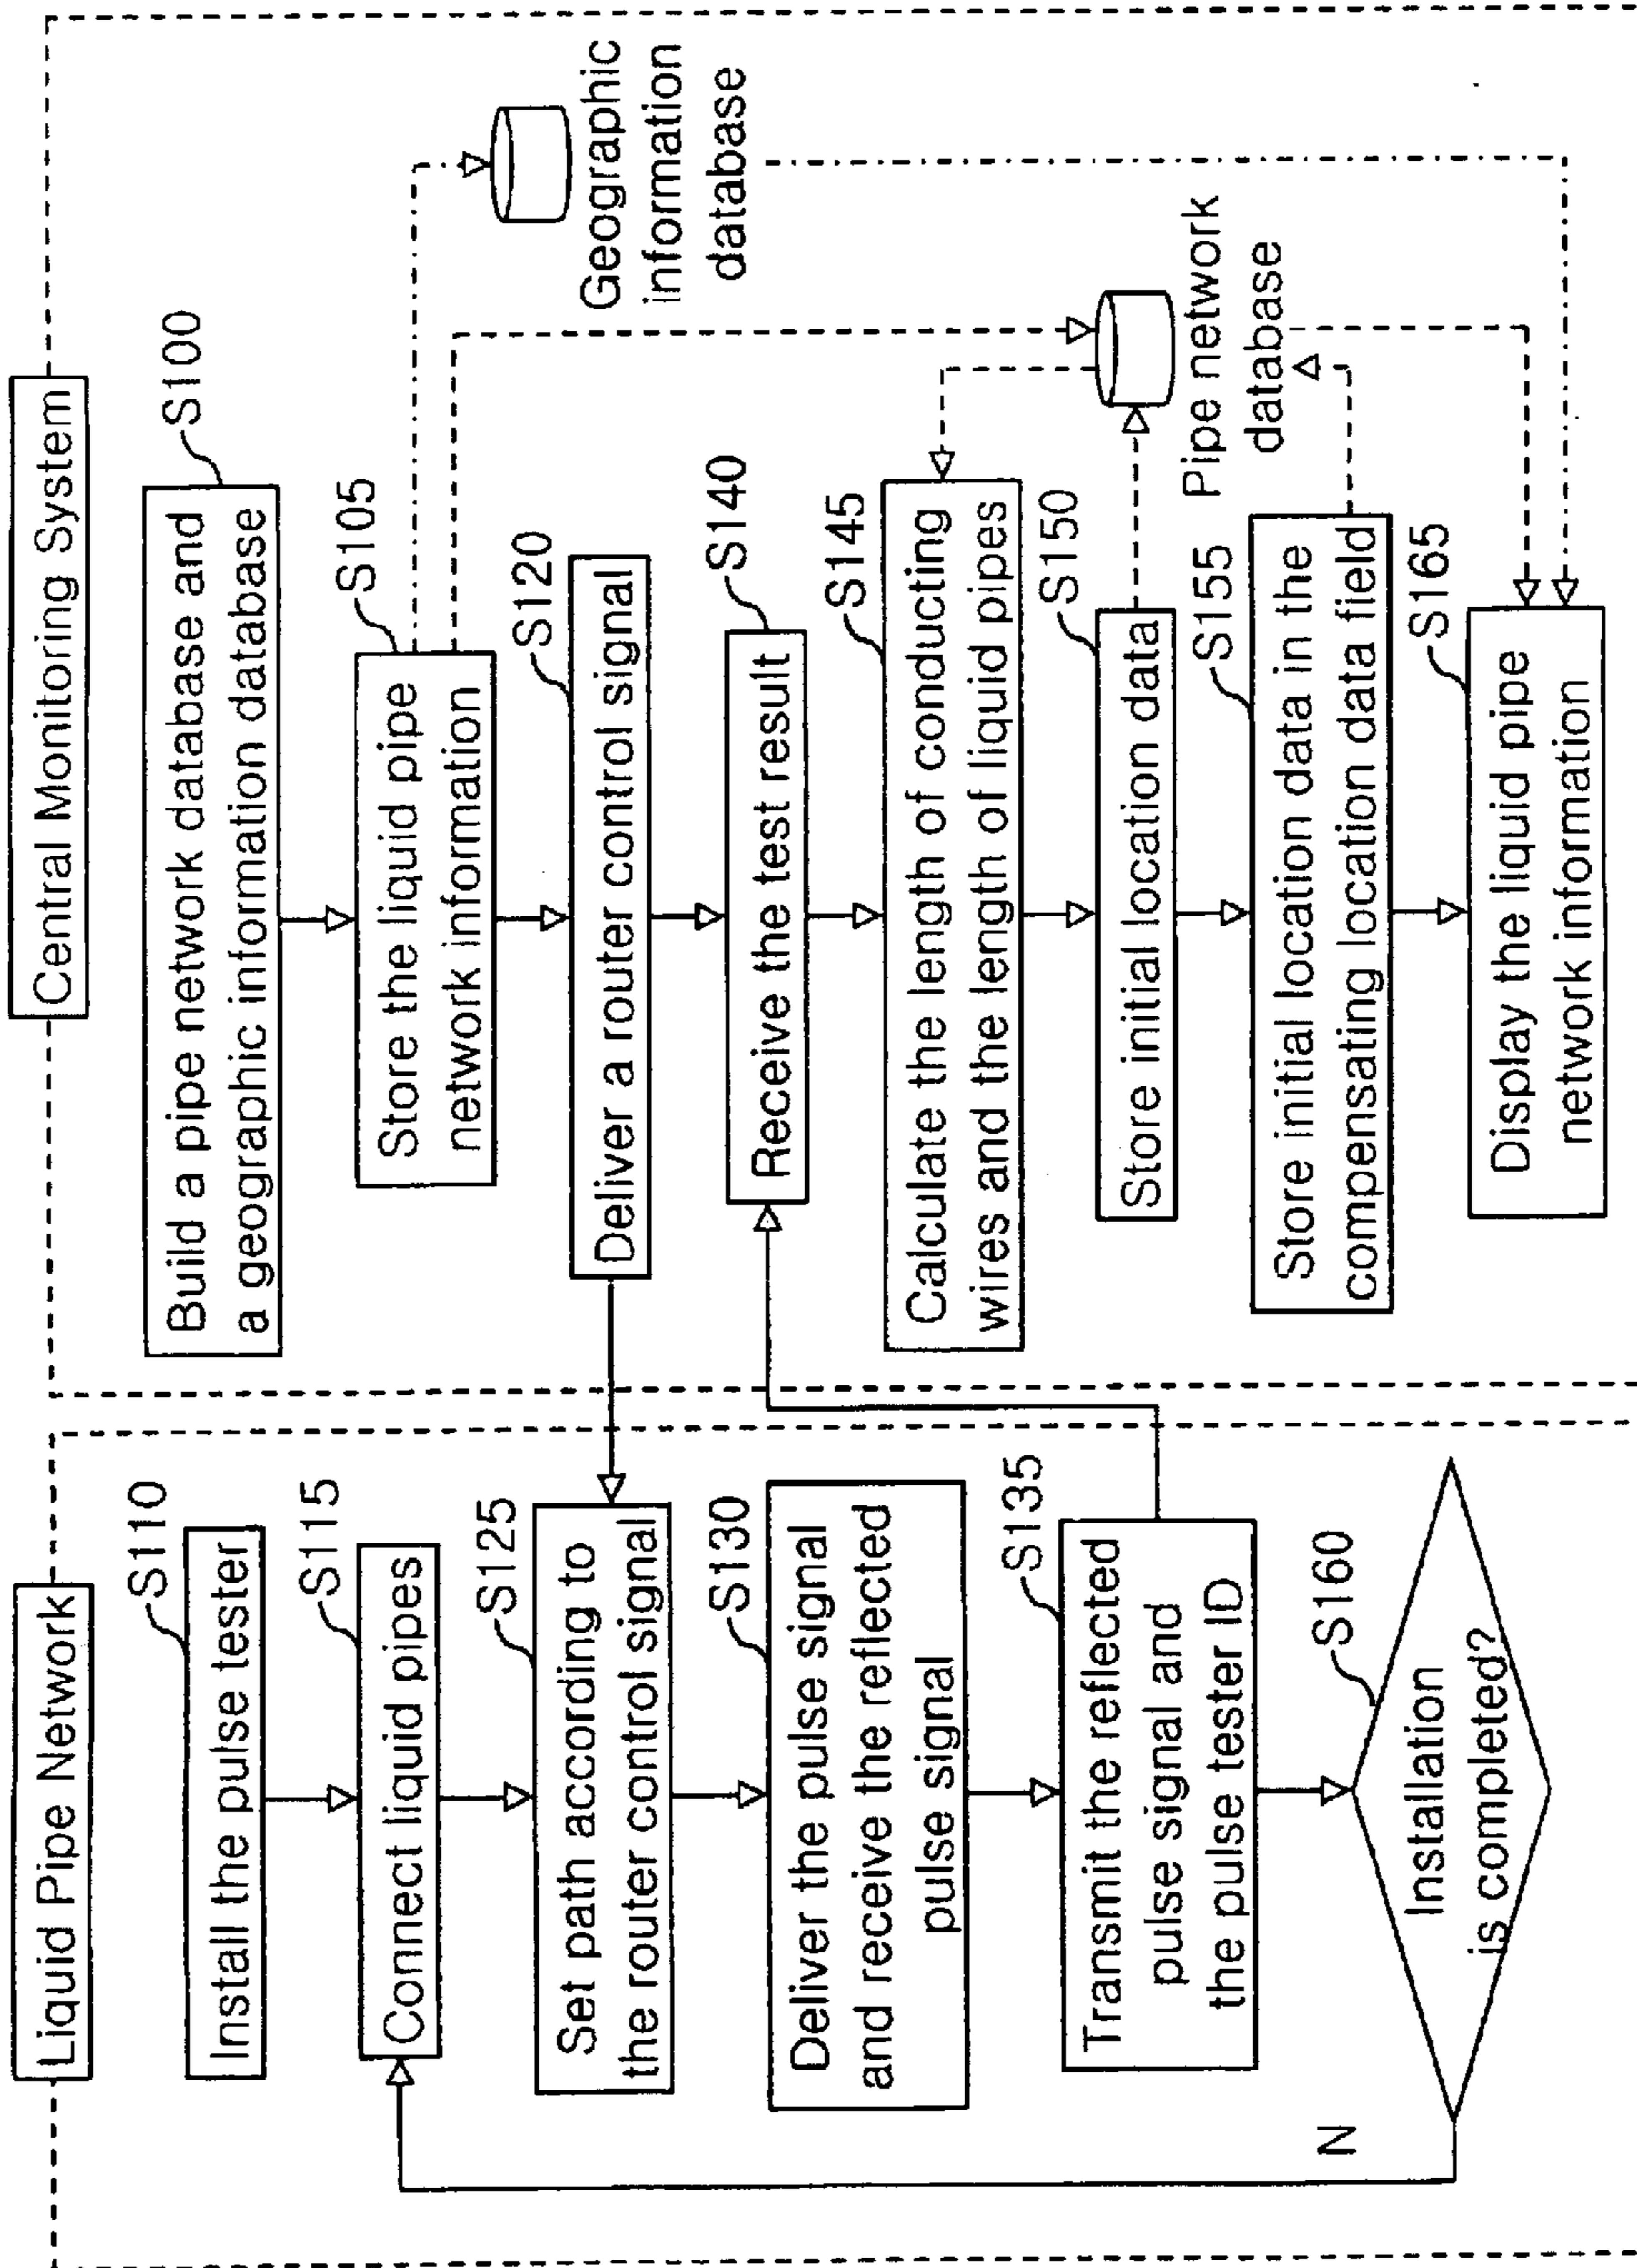 Liquid Pipe Network
S110
Install the pulse tester
S115
Connect liquid pipes
S125
Set path according to
the router control signal
S130
Deliver the pulse signal
and receive the reflected
pulse signal
S135
Transmit the reflected
pulse signal and
the pulse tester ID
S160
Installation
is completed?
N
Central Monitoring System
S100
Build a pipe network database and
a geographic information database
S105
Store the liquid pipe
network information
S120
Deliver a router control signal
S140
Receive the test result
S145
Calculate the length of conducting
wires and the length of liquid pipes
S150
Store initial location data
S155
Store initial location data in the
compensating location data field
S165
Display the liquid pipe
network information
Geographic
information
database
Pipe network
database